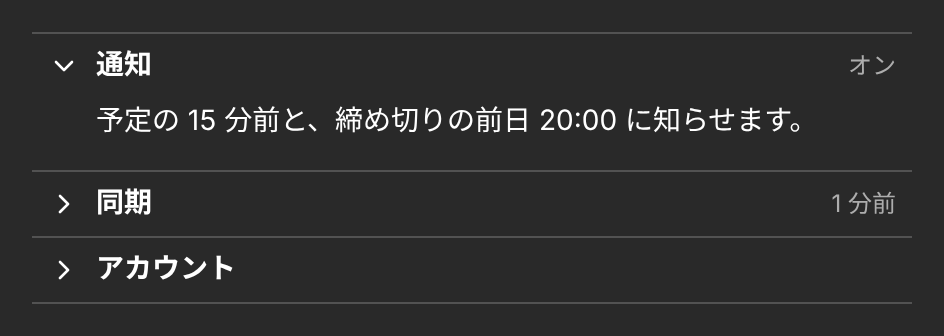 通知 オン
予定の 15 分前と、締め切りの前日 20:00 に知らせます。
同期 1 分前
アカウント